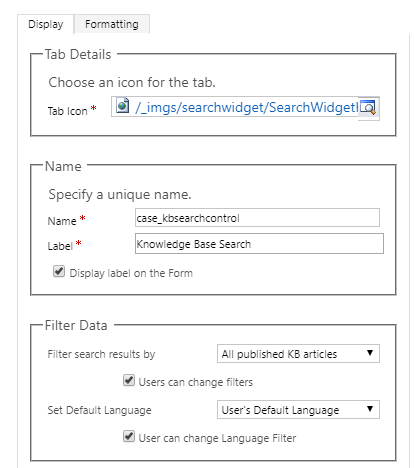 Display Formatting
Tab Details
Choose an icon for the tab.
Tab Icon * /_imgs/searchwidget/SearchWidgetI
Name
Specify a unique name.
Name * case_kbsearchcontrol
Label * Knowledge Base Search
Display label on the Form
Filter Data
Filter search results by All published KB articles
Users can change filters
Set Default Language User's Default Language
User can change Language Filter